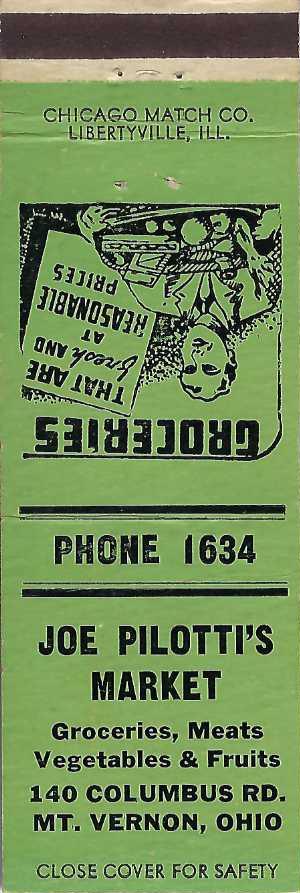 CHICAGO MATCH CO.
LIBERTYVILLE, ILL.
GROCERIES
THAT ARE
Fresh AND
AT
REASONABLE
PRICES
PHONE 1634
JOE PILOTTI'S
MARKET
Groceries, Meats
Vegetables & Fruits
140 COLUMBUS RD.
MT. VERNON, OHIO
CLOSE COVER FOR SAFETY